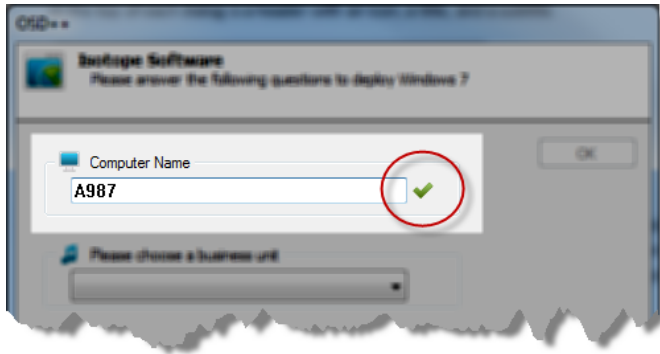 OSD++
Isotope Software
Please answer the following questions to deploy Windows 7
OK
Computer Name
A987
Please choose a business unit